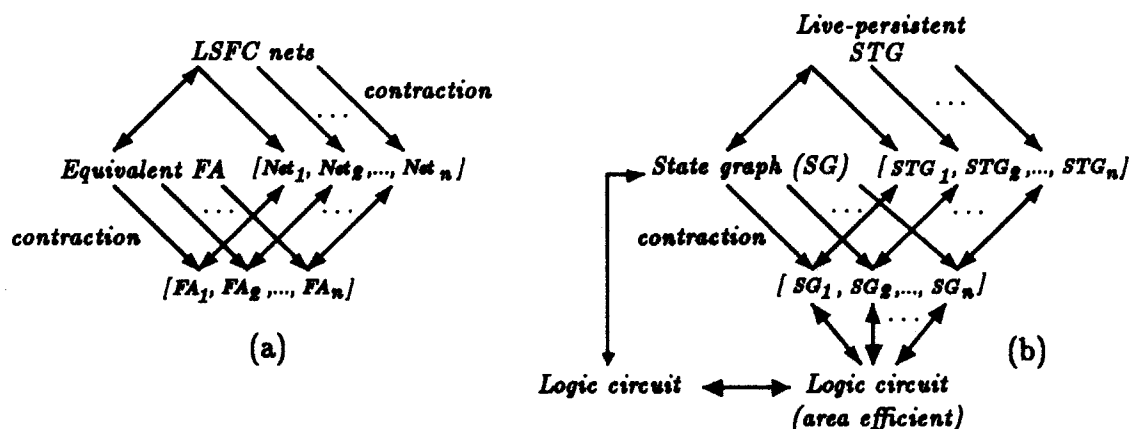 LSFC nets
contraction
. . .
Equivalent FA [Net1, Net2,..., Netn]
. . . . . .
contraction
[FA1, FA2,..., FAn]
(a)
Live-persistent
STG
. . .
State graph (SG) [STG1, STG2,..., STGn]
. . . . . .
contraction
[SG1, SG2,..., SGn]
. . . .
(b)
Logic circuit Logic circuit
(area efficient)